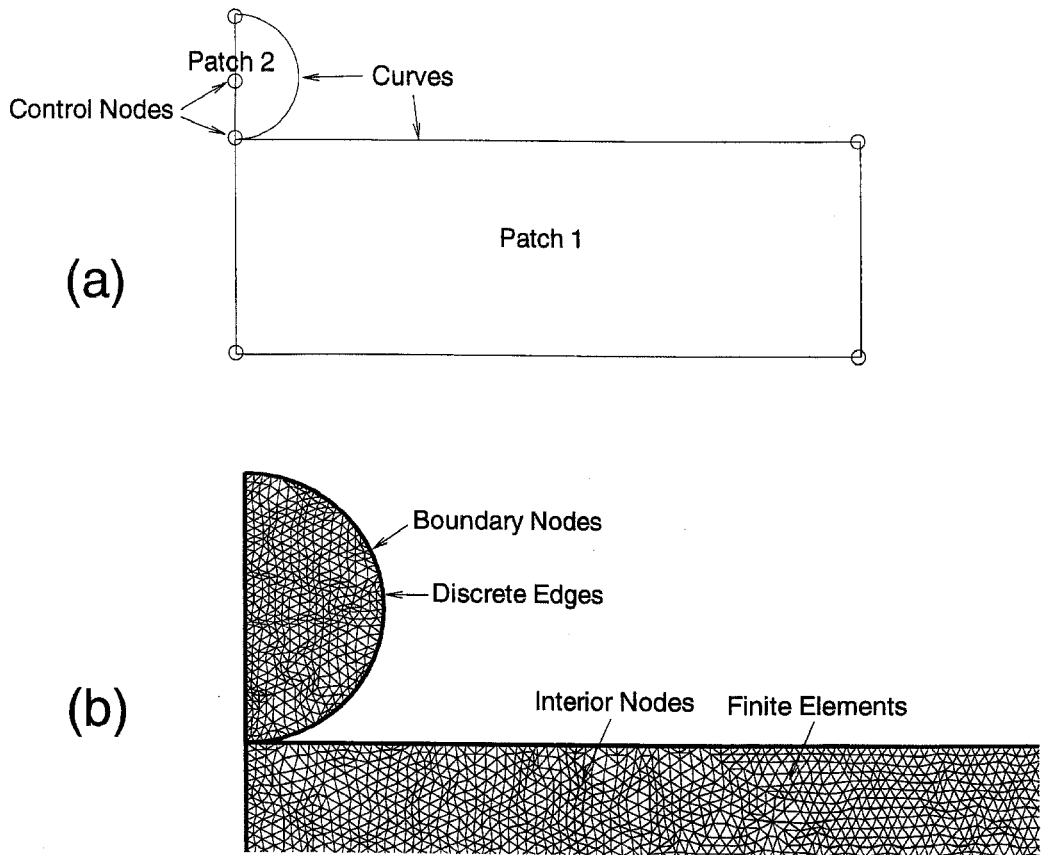 Patch 2
Curves
Control Nodes
Patch 1
(a)
Boundary Nodes
Discrete Edges
(b)
Interior Nodes
Finite Elements